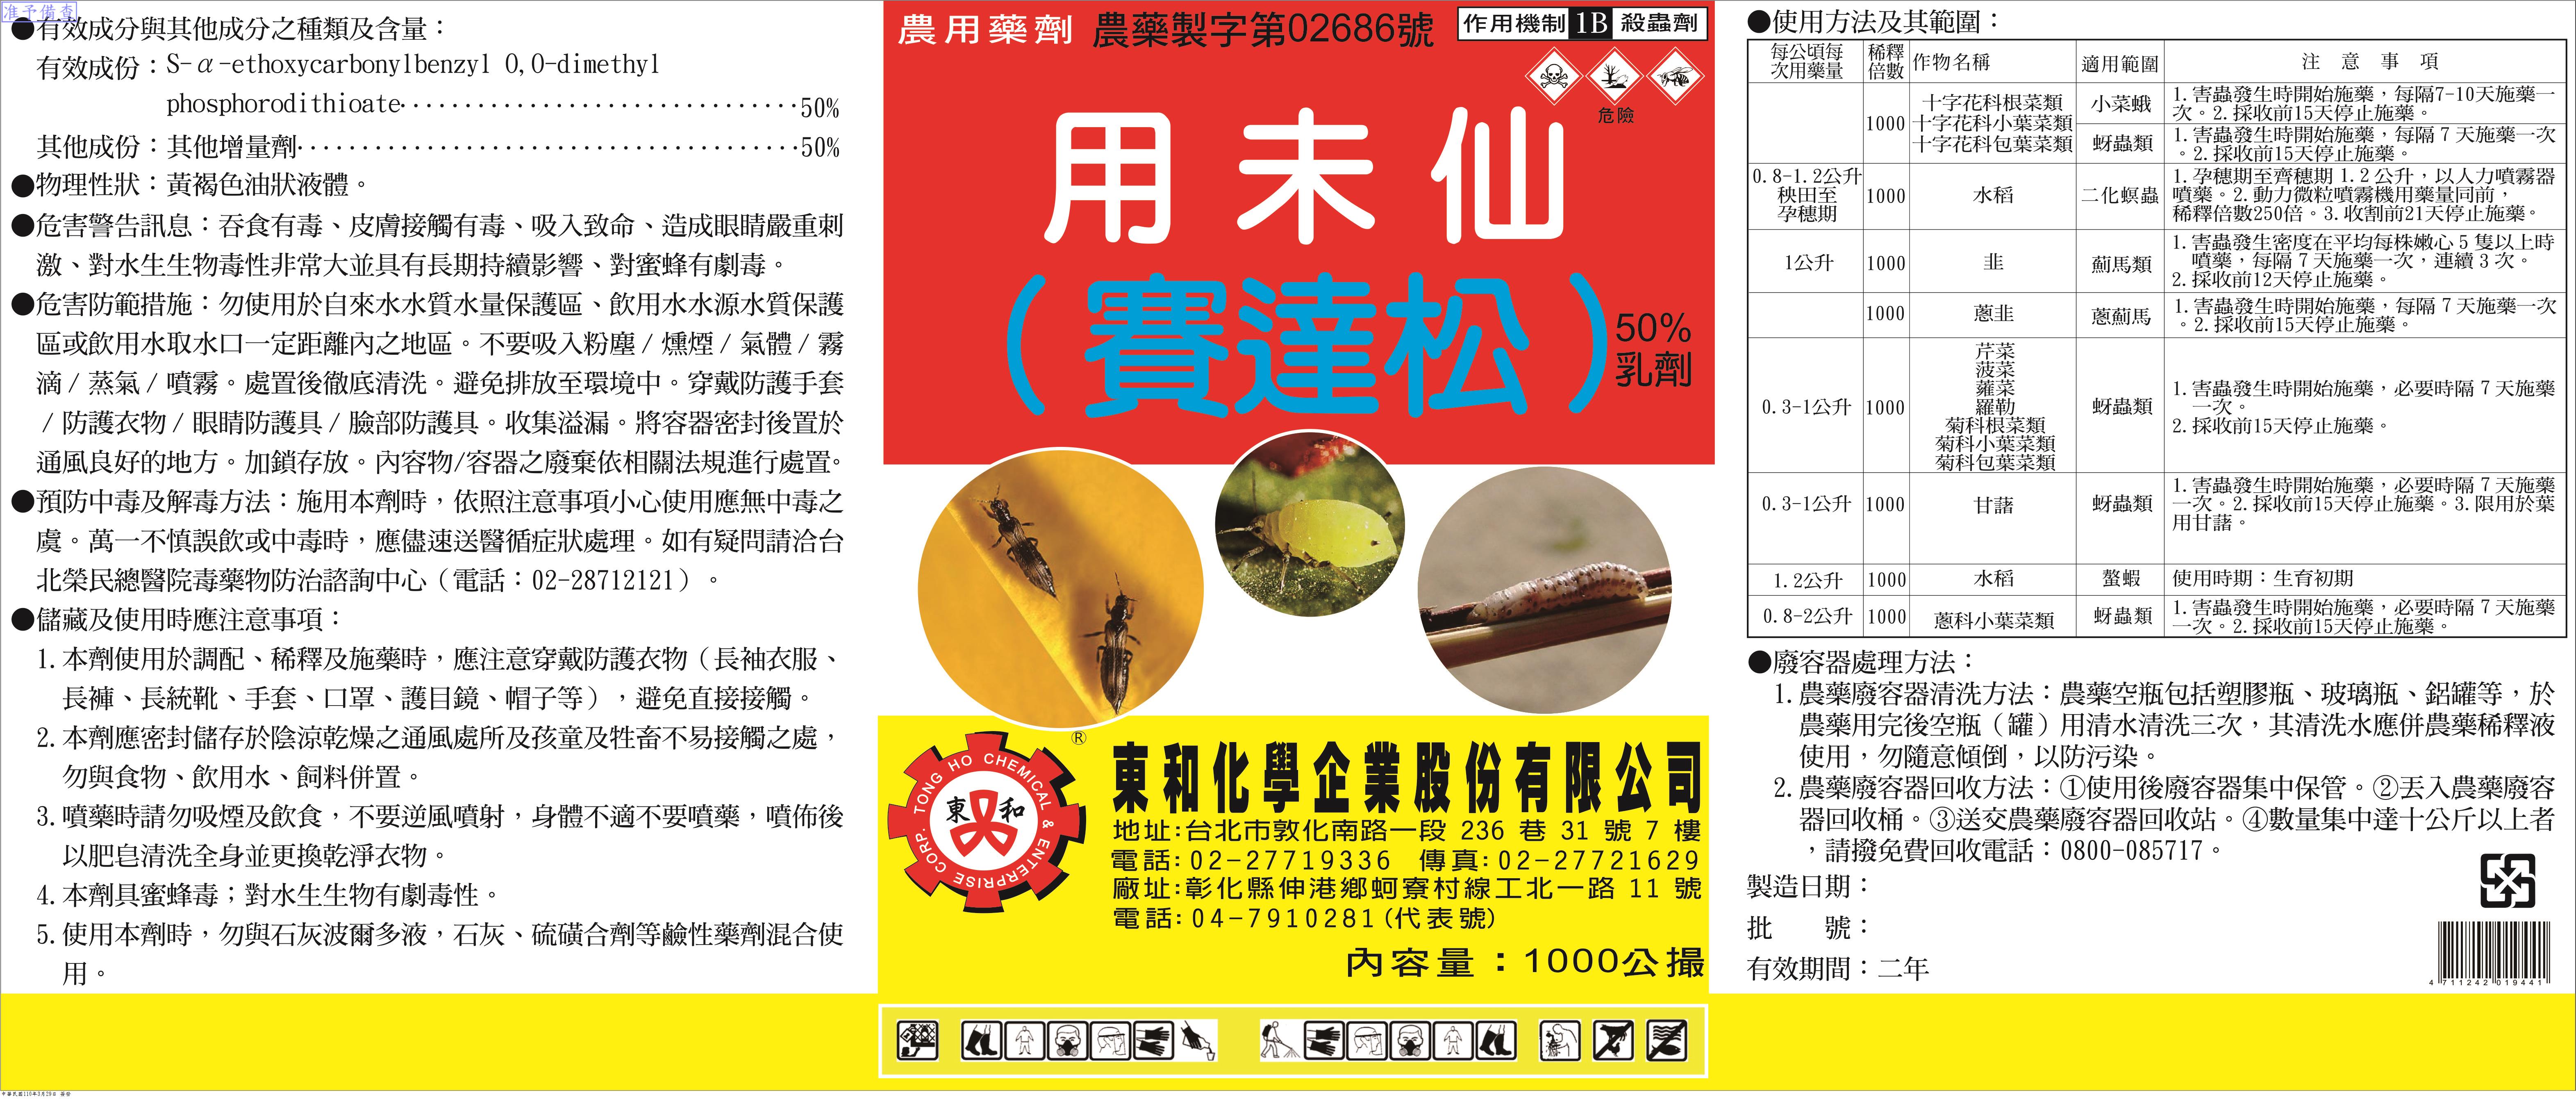 准予備查
●有效成分與其他成分之種類及含量：
有效成份：S-α-ethoxycarbonylbenzyl O,O-dimethyl
phosphorodithioate······························50%
其他成份：其他增量劑······································50%
●物理性狀：黃褐色油狀液體。
●危害警告訊息：吞食有毒、皮膚接觸有毒、吸入致命、造成眼睛嚴重刺
激、對水生生物毒性非常大並具有長期持續影響、對蜜蜂有劇毒。
●危害防範措施：勿使用於自來水水質水量保護區、飲用水水源水質保護
區或飲用水取水口一定距離內之地區。不要吸入粉塵/燻煙/氣體/霧
滴/蒸氣/噴霧。處置後徹底清洗。避免排放至環境中。穿戴防護手套
/防護衣物/眼睛防護具/臉部防護具。收集溢漏。將容器密封後置於
通風良好的地方。加鎖存放。內容物/容器之廢棄依相關法規進行處置。
●預防中毒及解毒方法：施用本劑時，依照注意事項小心使用應無中毒之
虞。萬一不慎誤飲或中毒時，應儘速送醫循症狀處理。如有疑問請洽台
北榮民總醫院毒藥物防治諮詢中心（電話：02-28712121）。
●儲藏及使用時應注意事項：
1.本劑使用於調配、稀釋及施藥時，應注意穿戴防護衣物（長袖衣服、
長褲、長統靴、手套、口罩、護目鏡、帽子等），避免直接接觸。
2.本劑應密封儲存於陰涼乾燥之通風處所及孩童及牲畜不易接觸之處，
勿與食物、飲用水、飼料併置。
3.噴藥時請勿吸煙及飲食，不要逆風噴射，身體不適不要噴藥，噴佈後
以肥皂清洗全身並更換乾淨衣物。
4.本劑具蜜蜂毒；對水生生物有劇毒性。
5.使用本劑時，勿與石灰波爾多液，石灰、硫磺合劑等鹼性藥劑混合使
用。
農用藥劑 農藥製字第02686號 作用機制 1B 殺蟲劑
危險
用未仙
（賽達松）
50%
乳劑
®
TONG HO CHEMICAL & ENTERPRISE CORP.
東 和
東和化學企業股份有限公司
地址:台北市敦化南路一段 236 巷 31 號 7 樓
電話:02-27719336 傳真:02-27721629
廠址:彰化縣伸港鄉蚵寮村線工北一路 11 號
電話:04-7910281(代表號)
內容量：1000公撮
●使用方法及其範圍：
每公頃每次用藥量 稀釋倍數 作物名稱 適用範圍 注意事項
1000 十字花科根菜類 十字花科小葉菜類 十字花科包葉菜類
小菜蛾 1.害蟲發生時開始施藥，每隔7-10天施藥一
次。2.採收前15天停止施藥。
蚜蟲類 1.害蟲發生時開始施藥，每隔７天施藥一次
。2.採收前15天停止施藥。
0.8-1.2公升 秧田至孕穗期 1000 水稻 二化螟蟲 1.孕穗期至齊穗期 1.2 公升，以人力噴霧器
噴藥。2.動力微粒噴霧機用藥量同前，
稀釋倍數250倍。3.收割前21天停止施藥。
1公升 1000 韭 薊馬類 1.害蟲發生密度在平均每株嫩心 5 隻以上時
噴藥，每隔 7 天施藥一次，連續 3 次。
2.採收前12天停止施藥。
1000 蔥韭 蔥薊馬 1.害蟲發生時開始施藥，每隔 7 天施藥一次
。2.採收前15天停止施藥。
芹菜
菠菜
蕹菜
羅勒
菊科根菜類
菊科小葉菜類
菊科包葉菜類
0.3-1公升 1000 蚜蟲類 1.害蟲發生時開始施藥，必要時隔 7 天施藥
一次。
2.採收前15天停止施藥。
0.3-1公升 1000 甘藷 蚜蟲類 1.害蟲發生時開始施藥，必要時隔 7 天施藥
一次。2.採收前15天停止施藥。3.限用於葉
用甘藷。
1.2公升 1000 水稻 螯蝦 使用時期：生育初期
0.8-2公升 1000 蔥科小葉菜類 蚜蟲類 1.害蟲發生時開始施藥，必要時隔 7 天施藥
一次。2.採收前15天停止施藥。
●廢容器處理方法：
1.農藥廢容器清洗方法：農藥空瓶包括塑膠瓶、玻璃瓶、鋁罐等，於
農藥用完後空瓶（罐）用清水清洗三次，其清洗水應併農藥稀釋液
使用，勿隨意傾倒，以防污染。
2.農藥廢容器回收方法：①使用後廢容器集中保管。②丟入農藥廢容
器回收桶。③送交農藥廢容器回收站。④數量集中達十公斤以上者
，請撥免費回收電話：0800-085717。
製造日期：
批　　號：
有效期間：二年
4 711242 019441